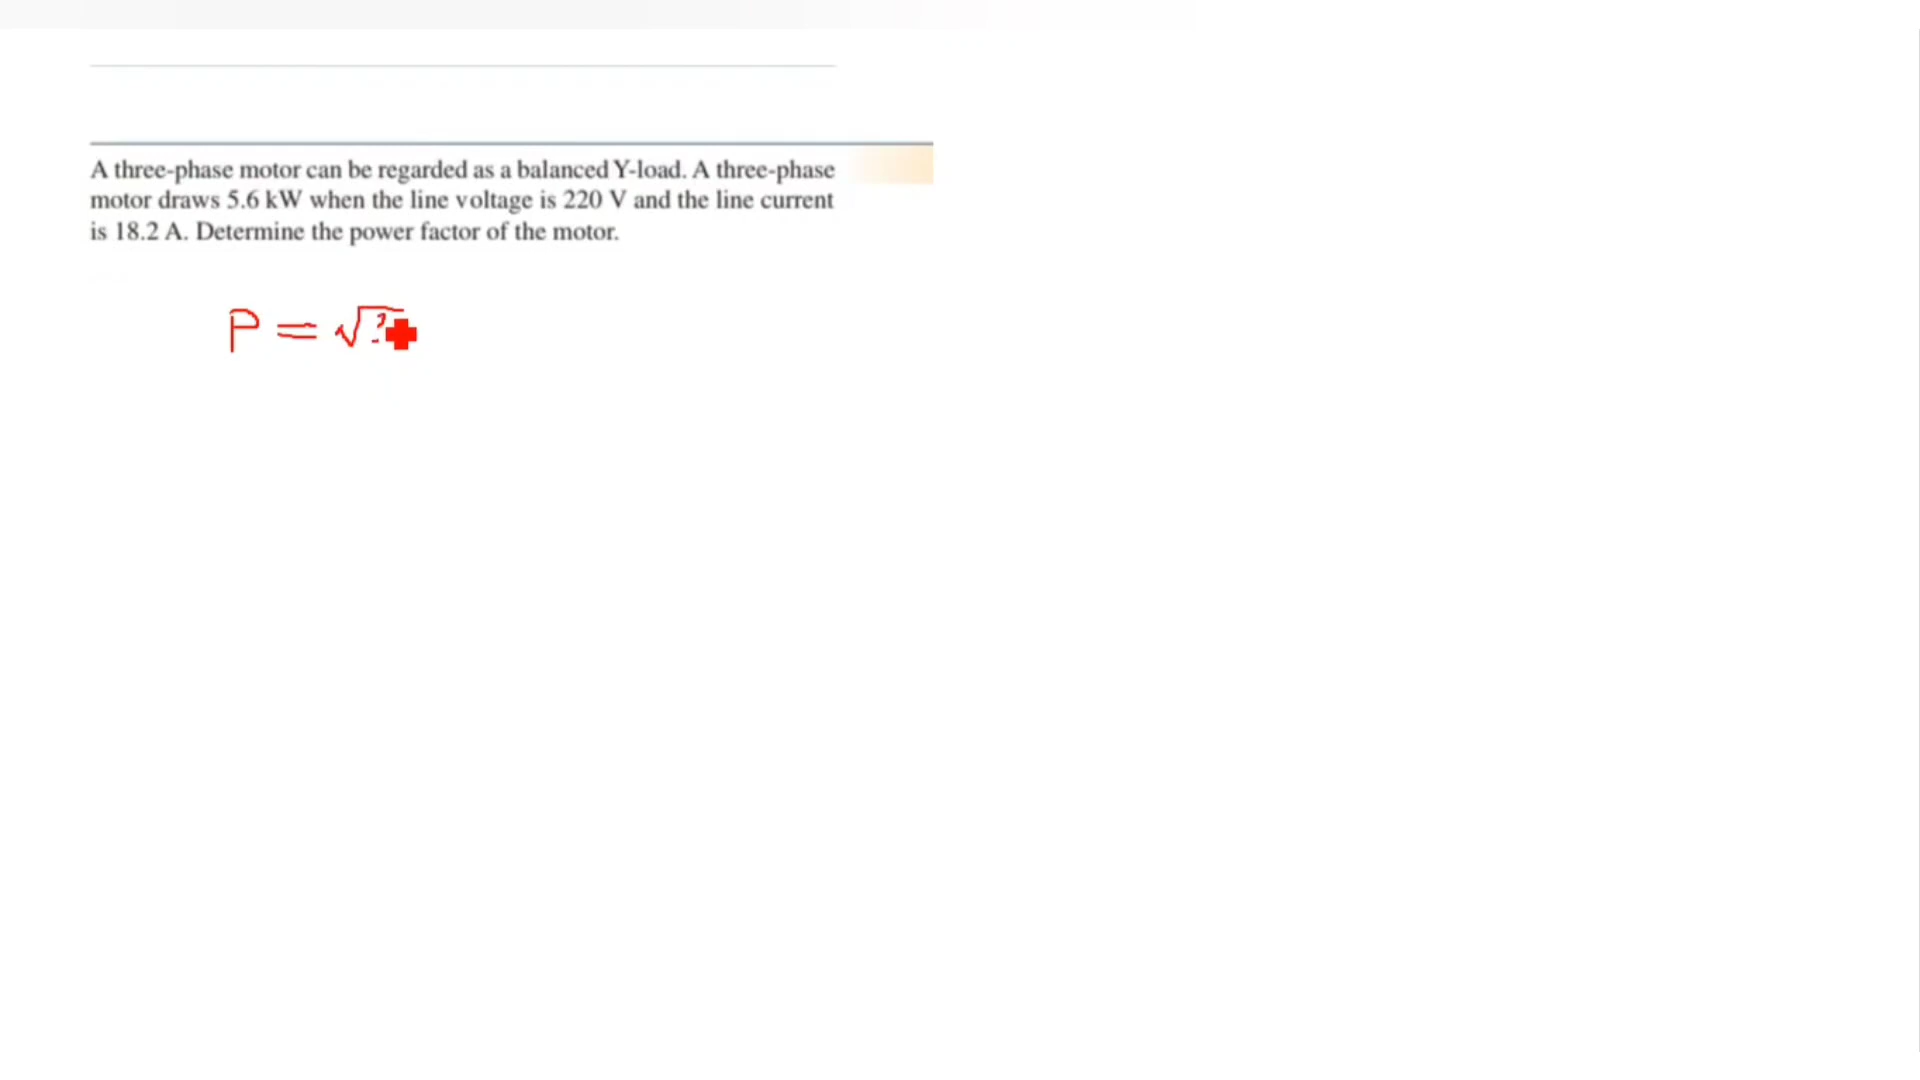 A three-phase motor can be regarded as a balanced Y-load. A three-phase
motor draws 5.6 kW when the line voltage is 220 V and the line current
is 18.2 A. Determine the power factor of the motor.
P = √